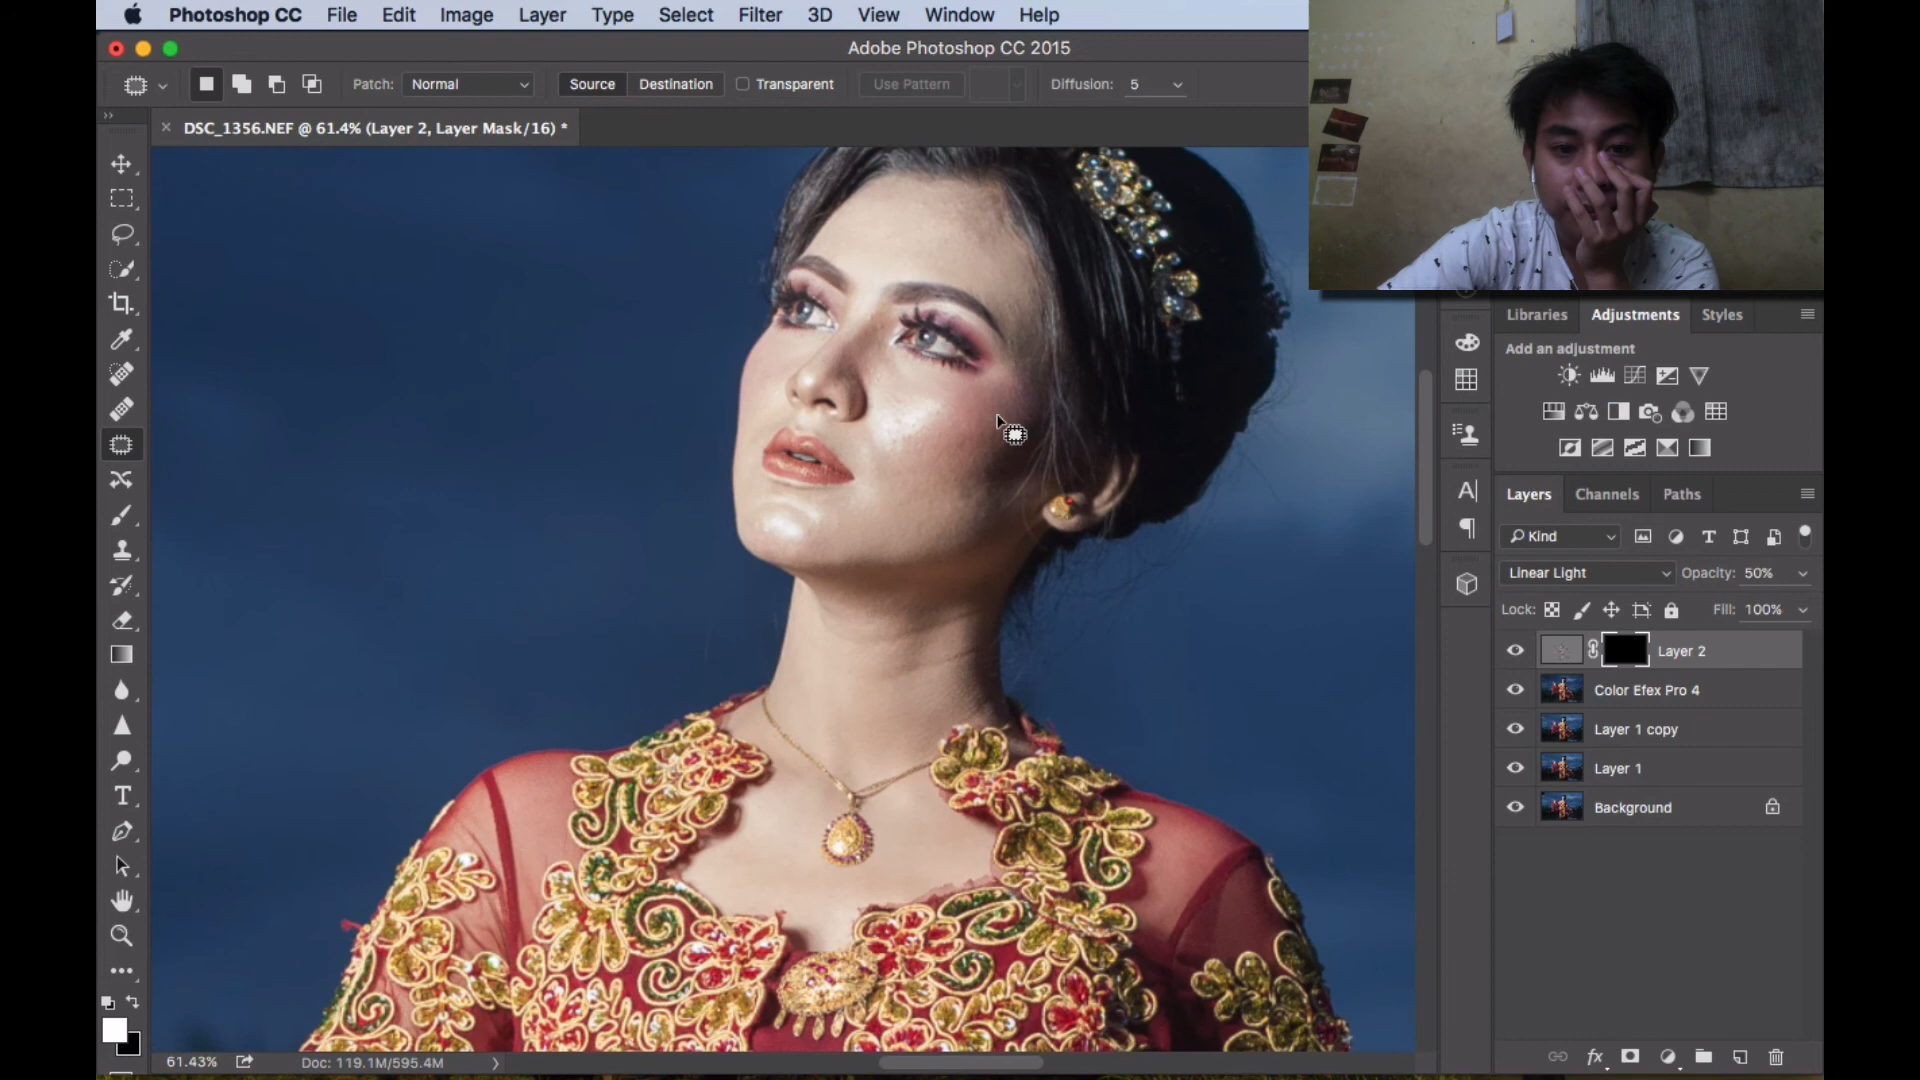 Photoshop CC File Edit Image Layer Type Select Filter 3D View Window Help
Adobe Photoshop CC 2015
Patch: Normal Source Destination Transparent Use Pattern Diffusion: 5
DSC_1356.NEF @ 61.4% (Layer 2, Layer Mask/16) *
Libraries Adjustments Styles
Add an adjustment
Layers Channels Paths
Kind
Linear Light Opacity: 50%
Lock: Fill: 100%
Layer 2
Color Efex Pro 4
Layer 1 copy
Layer 1
Background
61.43% Doc: 119.1M/595.4M